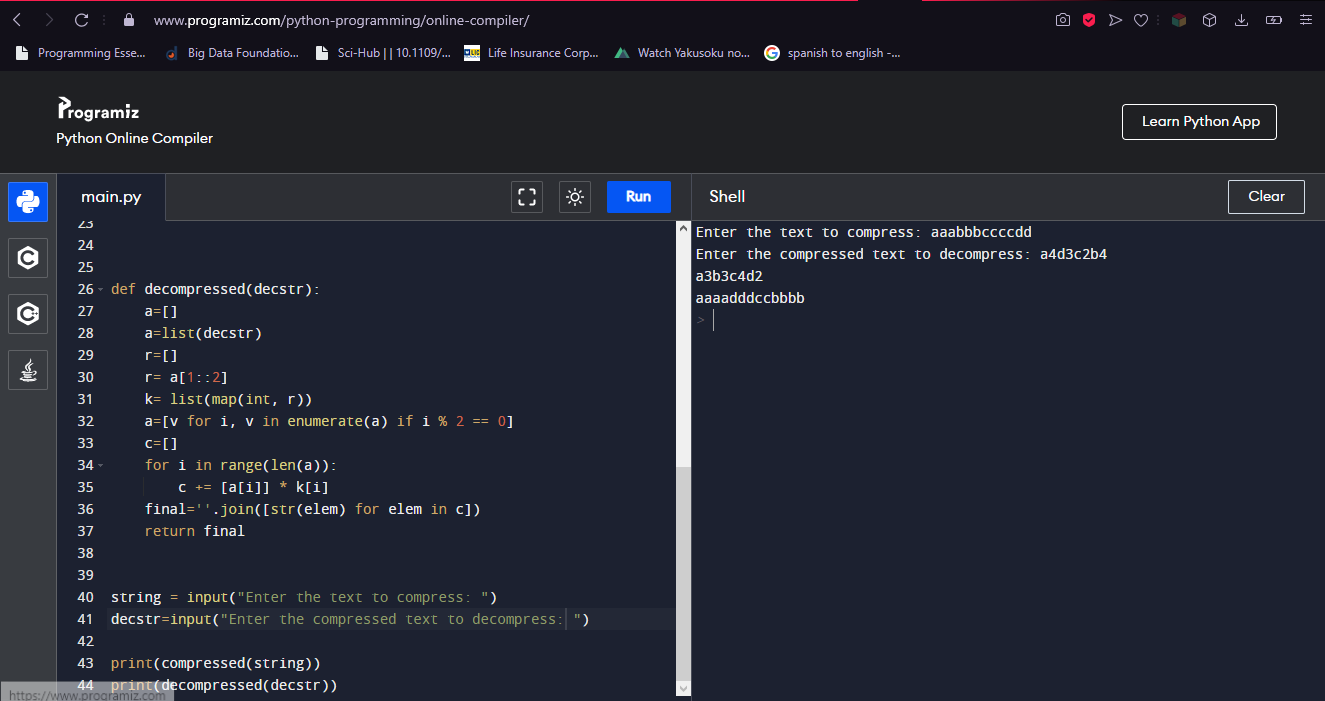 www.programiz.com/python-programming/online-compiler/
Programming Esse... Big Data Foundatio... Sci-Hub | | 10.1109/... Life Insurance Corp... Watch Yakusoku no... spanish to english -...
Programiz
Python Online Compiler
Learn Python App
main.py
Run
Shell
Clear
23
24
25
26 def decompressed(decstr):
27     a=[]
28     a=list(decstr)
29     r=[]
30     r= a[1::2]
31     k= list(map(int, r))
32     a=[v for i, v in enumerate(a) if i % 2 == 0]
33     c=[]
34     for i in range(len(a)):
35         c += [a[i]] * k[i]
36     final=''.join([str(elem) for elem in c])
37     return final
38
39
40 string = input("Enter the text to compress: ")
41 decstr=input("Enter the compressed text to decompress: ")
42
43 print(compressed(string))
44 print(decompressed(decstr))
Enter the text to compress: aaabbbccccdd
Enter the compressed text to decompress: a4d3c2b4
a3b3c4d2
aaaadddccbbbb
>
https://www.programiz.com